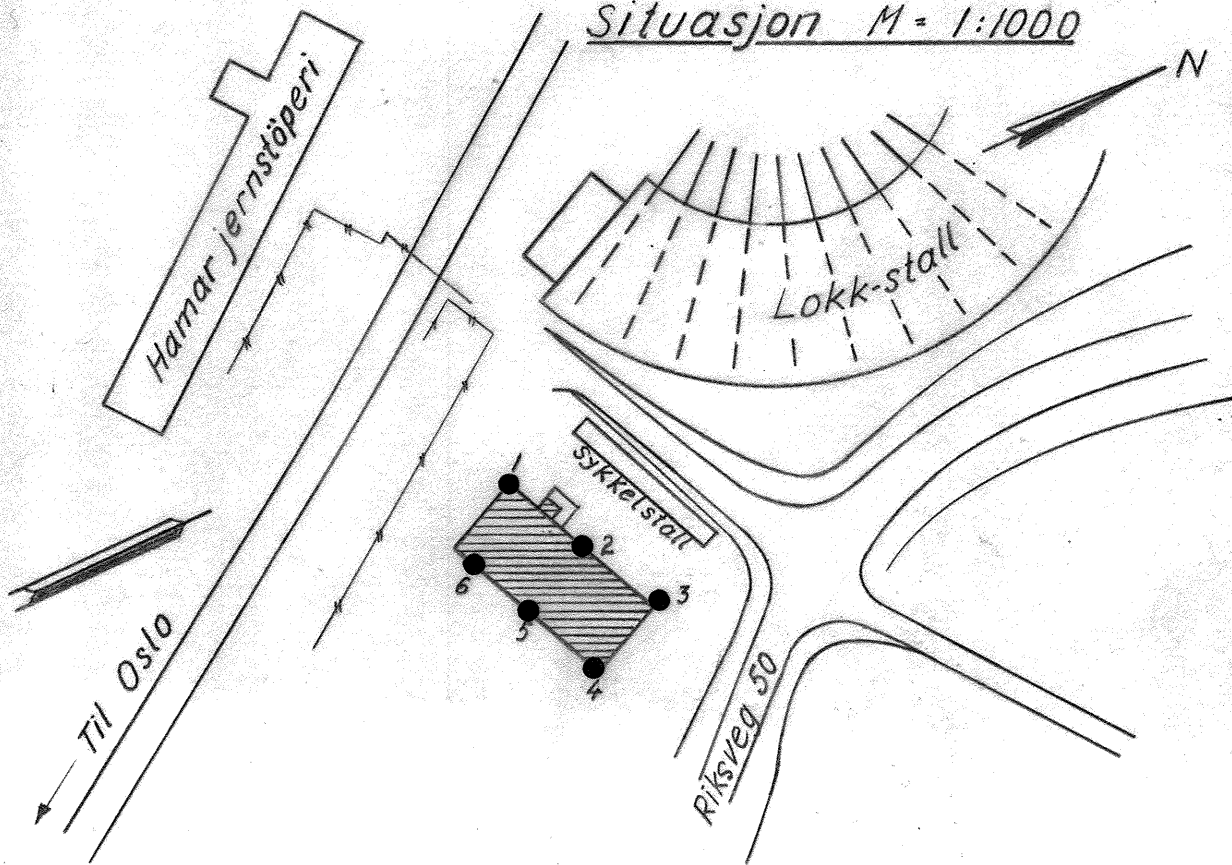 Situasjon M = 1:1000
N
Hamar jernstöperi
Lokk-stall
sykkelstall
1
2
3
6
5
4
Til Oslo
Riksveg 50